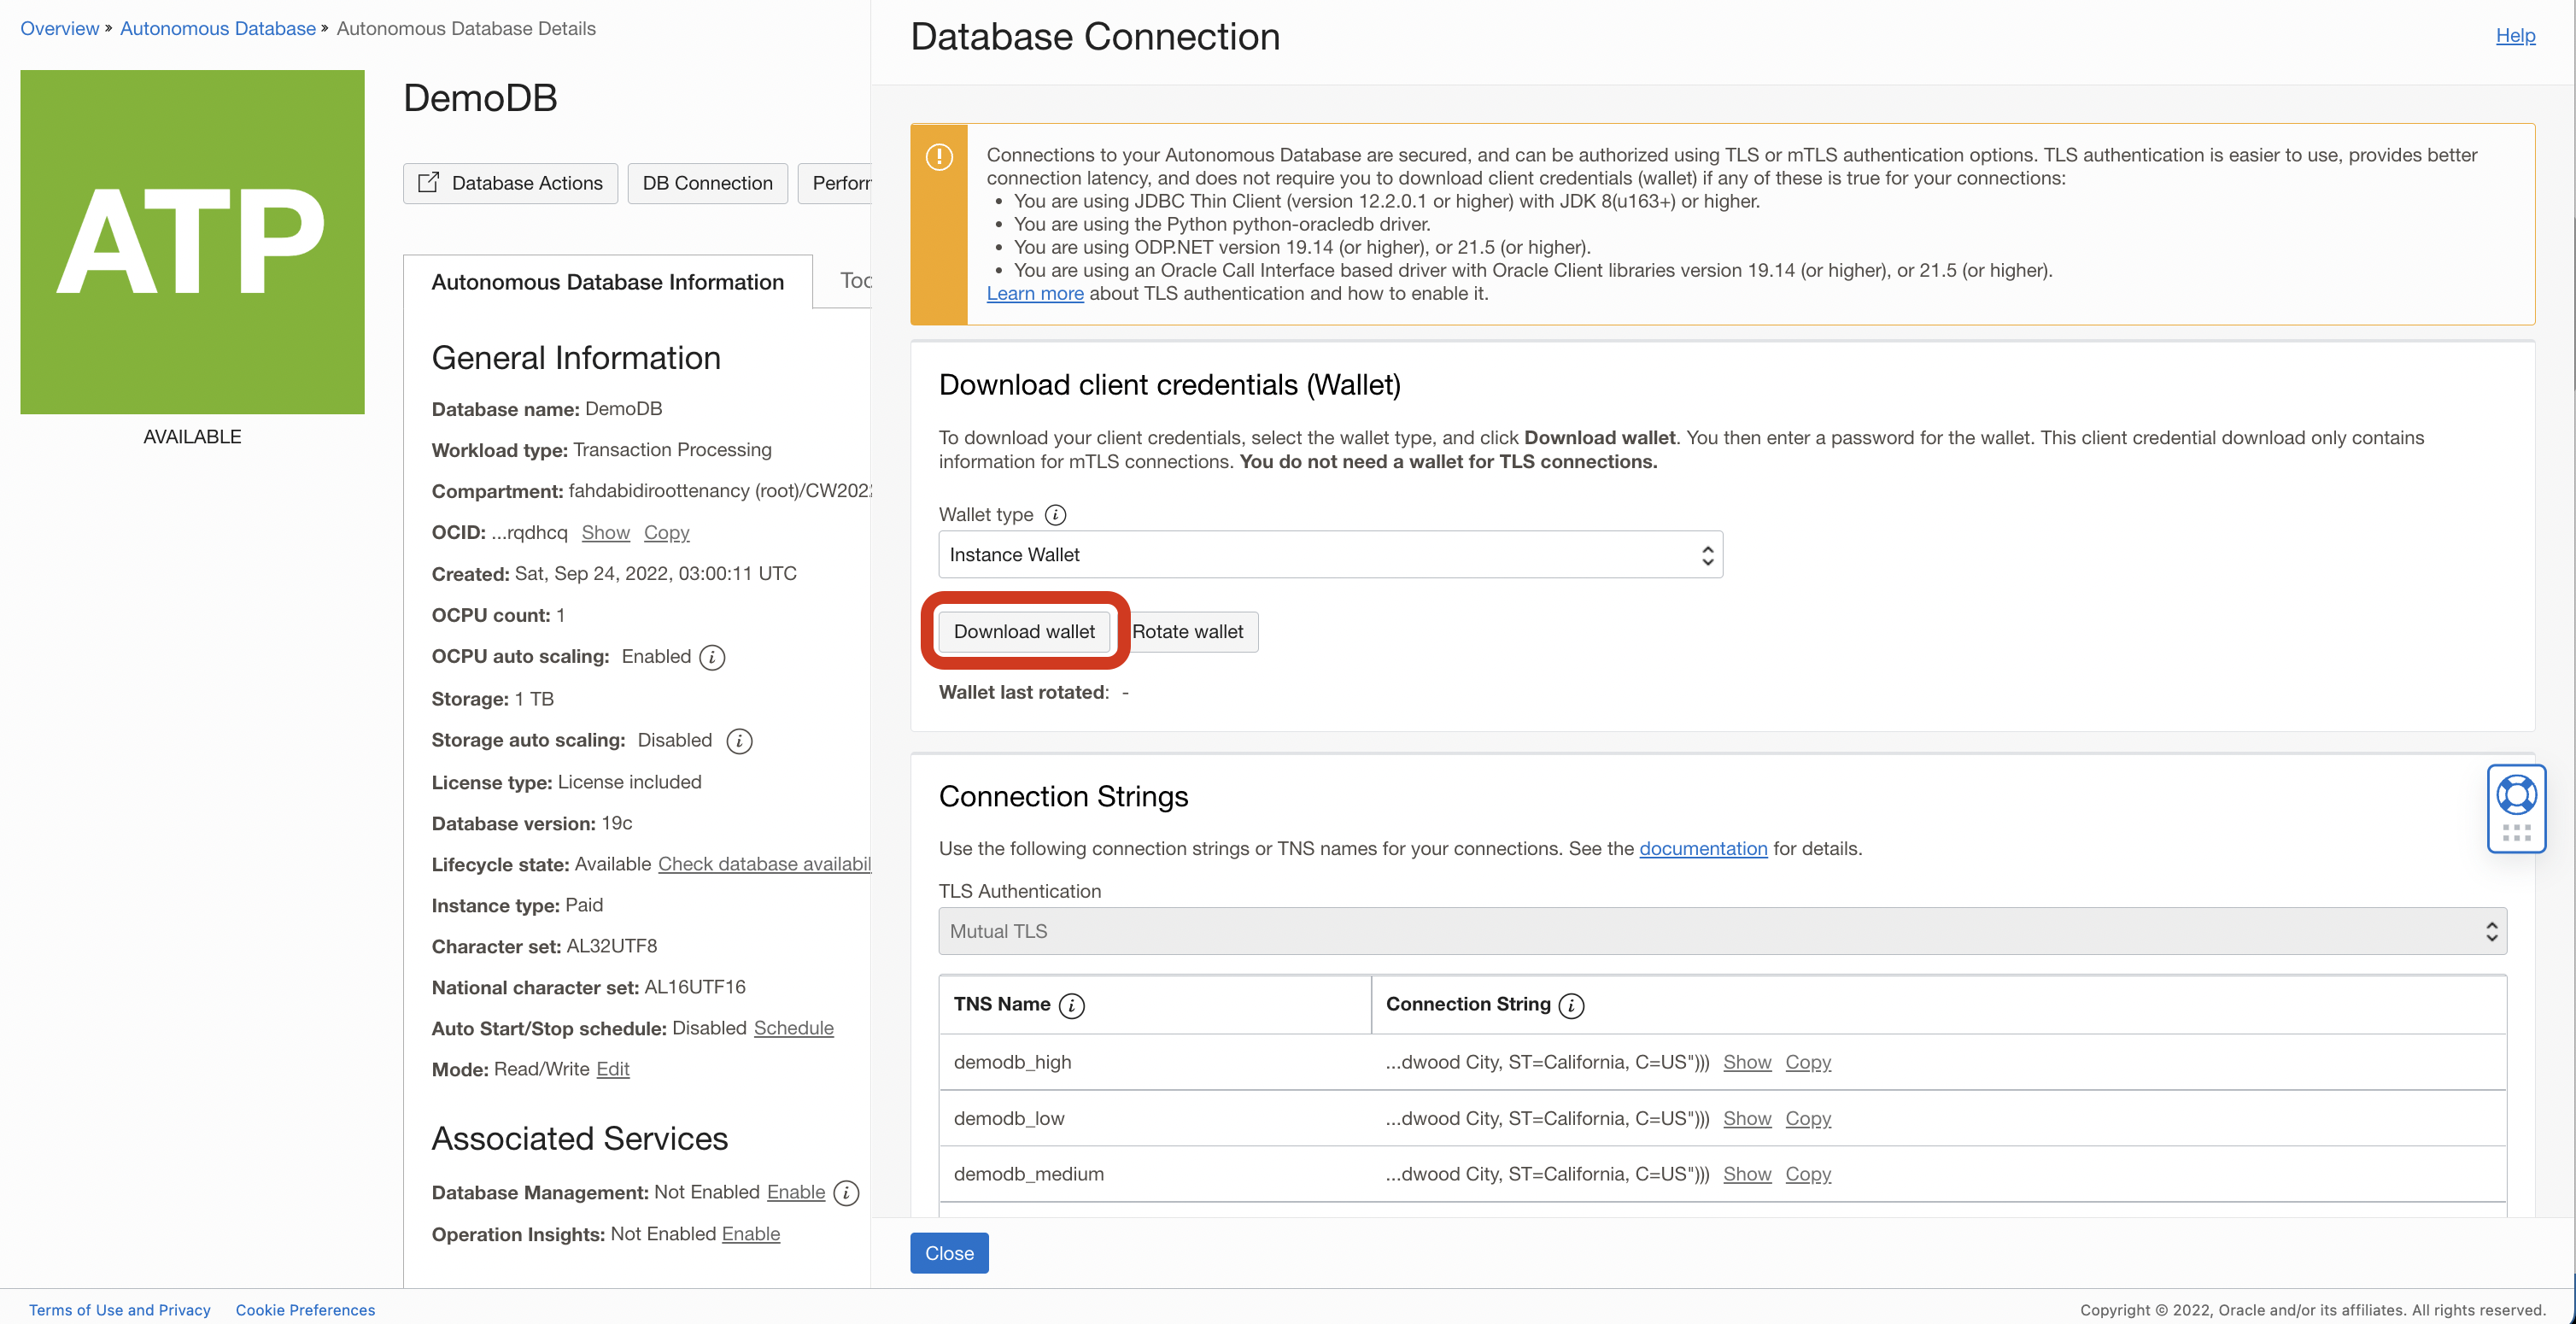 Overview » Autonomous Database » Autonomous Database Details
ATP
AVAILABLE
DemoDB
Database Actions
DB Connection
Perfor
Autonomous Database Information
Too
General Information
Database name: DemoDB
Workload type: Transaction Processing
Compartment: fahdabidiroottenancy (root)/CW202
OCID: ...rqdhcq Show Copy
Created: Sat, Sep 24, 2022, 03:00:11 UTC
OCPU count: 1
OCPU auto scaling: Enabled
Storage: 1 TB
Storage auto scaling: Disabled
License type: License included
Database version: 19c
Lifecycle state: Available Check database availabil
Instance type: Paid
Character set: AL32UTF8
National character set: AL16UTF16
Auto Start/Stop schedule: Disabled Schedule
Mode: Read/Write Edit
Associated Services
Database Management: Not Enabled Enable
Operation Insights: Not Enabled Enable
Database Connection
Help
Connections to your Autonomous Database are secured, and can be authorized using TLS or mTLS authentication options. TLS authentication is easier to use, provides better
connection latency, and does not require you to download client credentials (wallet) if any of these is true for your connections:
• You are using JDBC Thin Client (version 12.2.0.1 or higher) with JDK 8(u163+) or higher.
• You are using the Python python-oracledb driver.
• You are using ODP.NET version 19.14 (or higher), or 21.5 (or higher).
• You are using an Oracle Call Interface based driver with Oracle Client libraries version 19.14 (or higher), or 21.5 (or higher).
Learn more about TLS authentication and how to enable it.
Download client credentials (Wallet)
To download your client credentials, select the wallet type, and click Download wallet. You then enter a password for the wallet. This client credential download only contains
information for mTLS connections. You do not need a wallet for TLS connections.
Wallet type
Instance Wallet
Download wallet
Rotate wallet
Wallet last rotated: -
Connection Strings
Use the following connection strings or TNS names for your connections. See the documentation for details.
TLS Authentication
Mutual TLS
TNS Name
Connection String
demodb_high
...dwood City, ST=California, C=US"))) Show Copy
demodb_low
...dwood City, ST=California, C=US"))) Show Copy
demodb_medium
...dwood City, ST=California, C=US"))) Show Copy
Close
Terms of Use and Privacy
Cookie Preferences
Copyright © 2022, Oracle and/or its affiliates. All rights reserved.